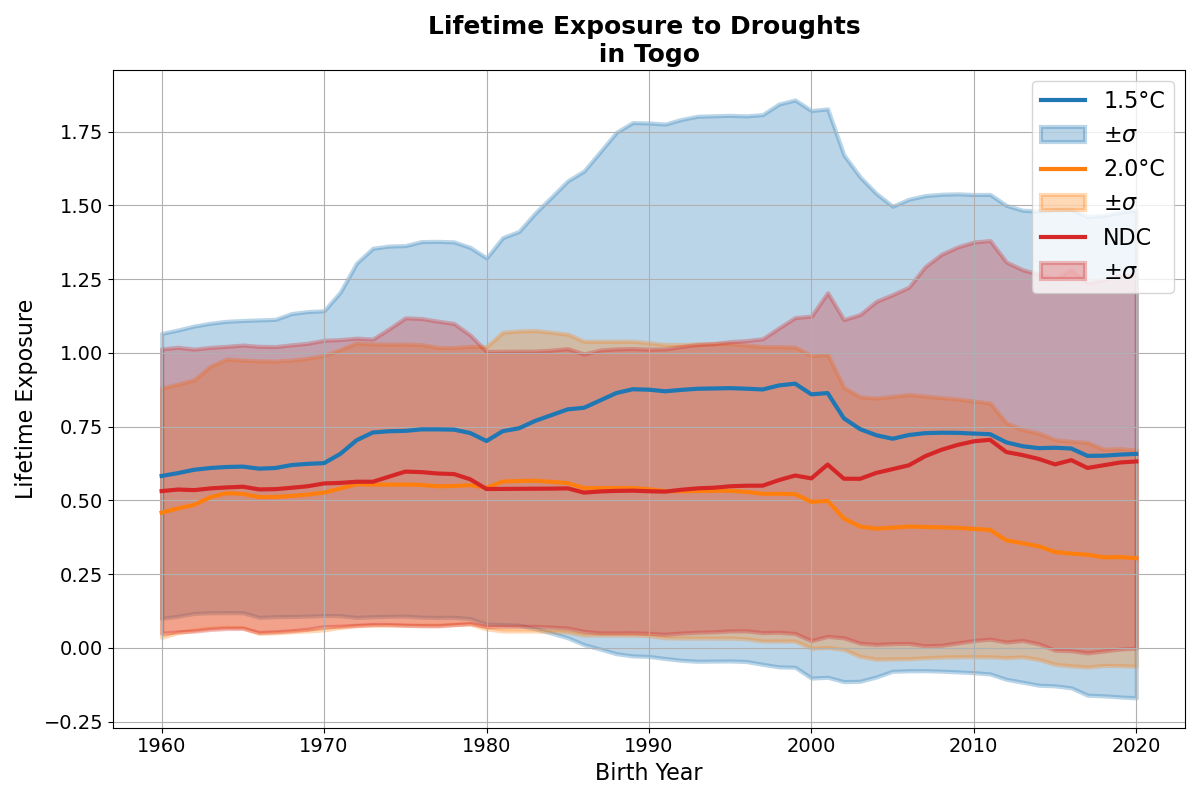 Lifetime Exposure to Droughts
in Togo
Lifetime Exposure
1.75
1.50
1.25
1.00
0.75
0.50
0.25
0.00
−0.25
1960
1970
1980
1990
2000
2010
2020
Birth Year
1.5°C
±σ
2.0°C
±σ
NDC
±σ